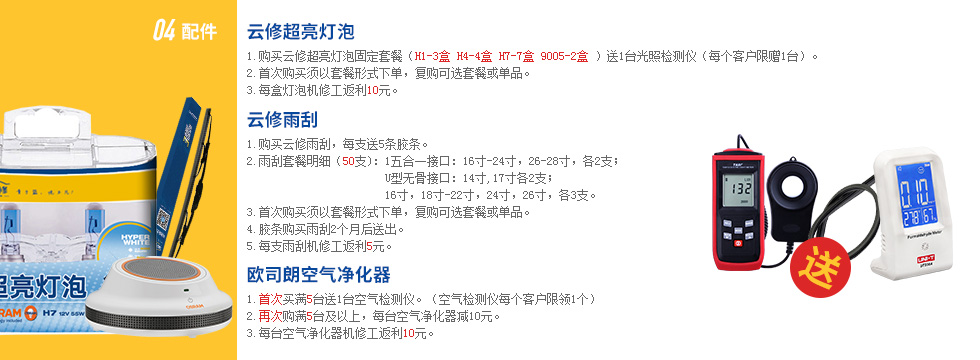 04 配件
云修超亮灯泡
1.购买云修超亮灯泡固定套餐（H1-3盒 H4-4盒 H7-7盒 9005-2盒 ）送1台光照检测仪（每个客户限赠1台）。
2.首次购买须以套餐形式下单，复购可选套餐或单品。
3.每盒灯泡机修工返利10元。
云修雨刮
1.购买云修雨刮，每支送5条胶条。
2.雨刮套餐明细（50支）：1五合一接口：16寸-24寸，26-28寸，各2支；
U型无骨接口：14寸,17寸各2支；
16寸，18寸-22寸，24寸，26寸，各3支。
3.首次购买须以套餐形式下单，复购可选套餐或单品。
4.胶条购买雨刮2个月后送出。
5.每支雨刮机修工返利5元。
欧司朗空气净化器
1.首次买满5台送1台空气检测仪。（空气检测仪每个客户限领1个）
2.再次购满5台及以上，每台空气净化器减10元。
3.每台空气净化器机修工返利10元。
HYPER
WHITE
超亮灯泡
H7 12V 55W
OSRAM
132
010
278 67
UNI-T
送